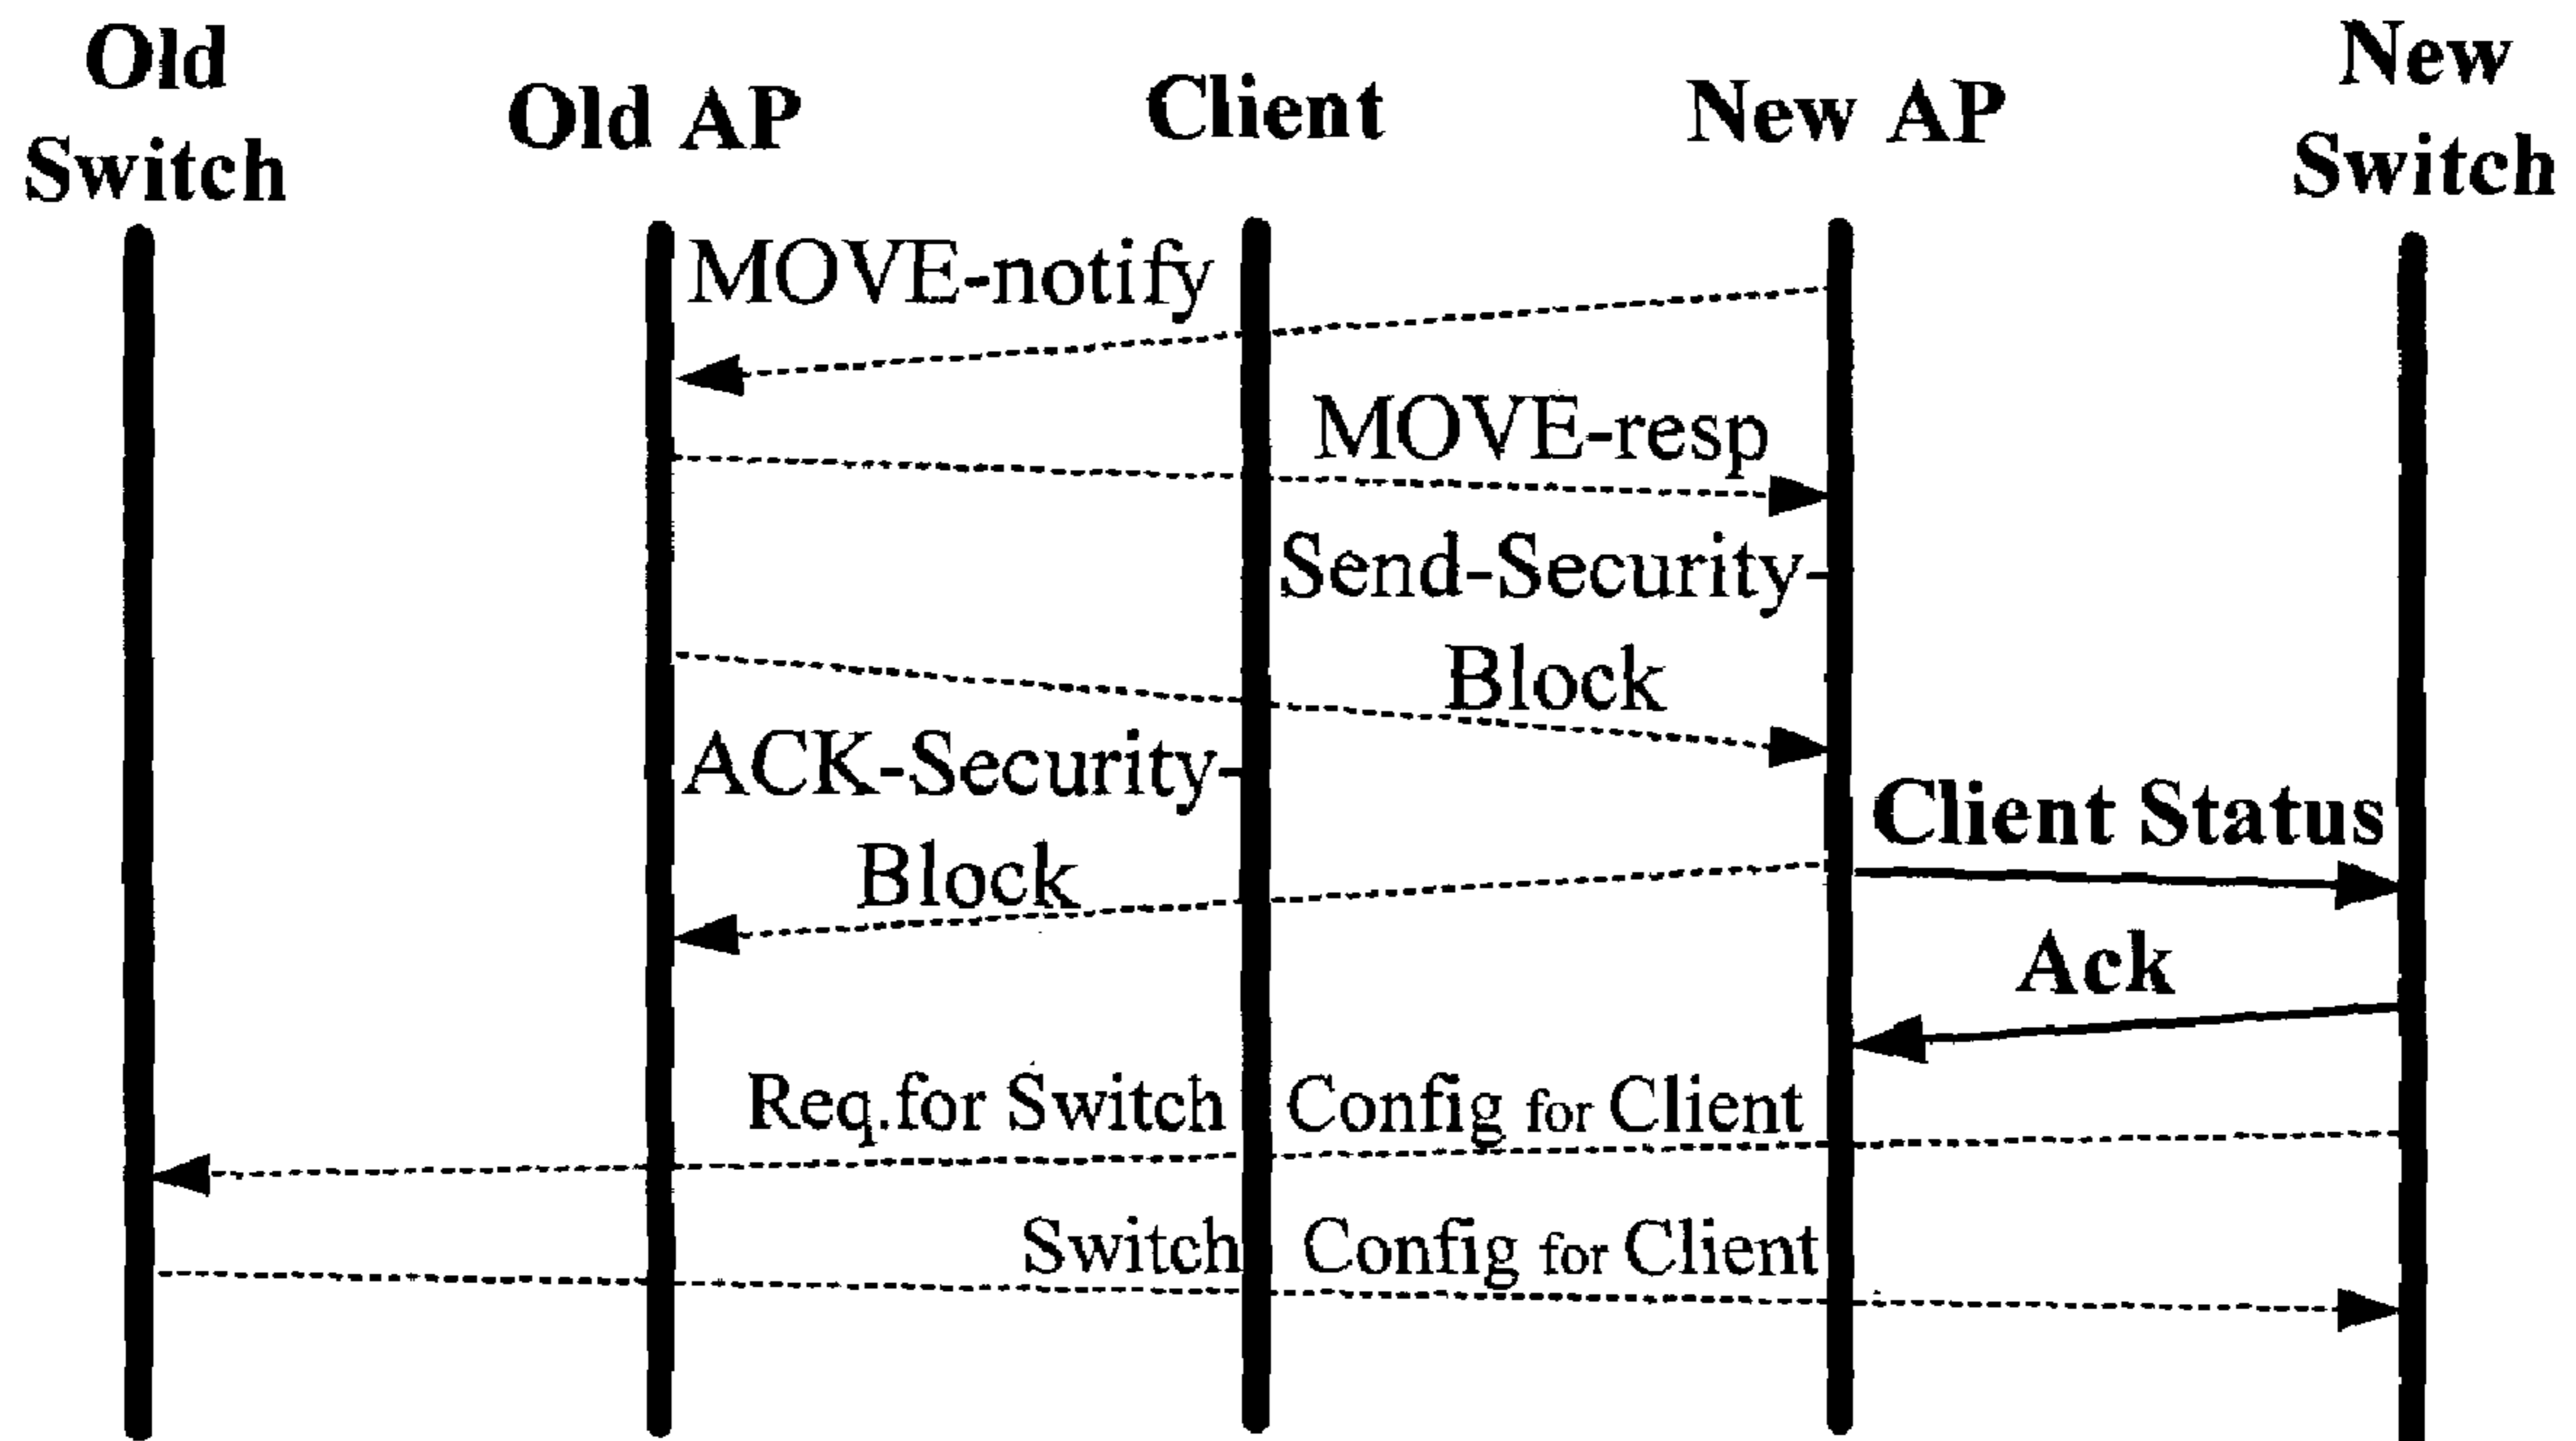 Old
Switch
Old AP
Client
New AP
New
Switch
MOVE-notify
MOVE-resp
Send-Security-
Block
ACK-Security-
Block
Client Status
Ack
Req.for Switch Config for Client
Switch Config for Client